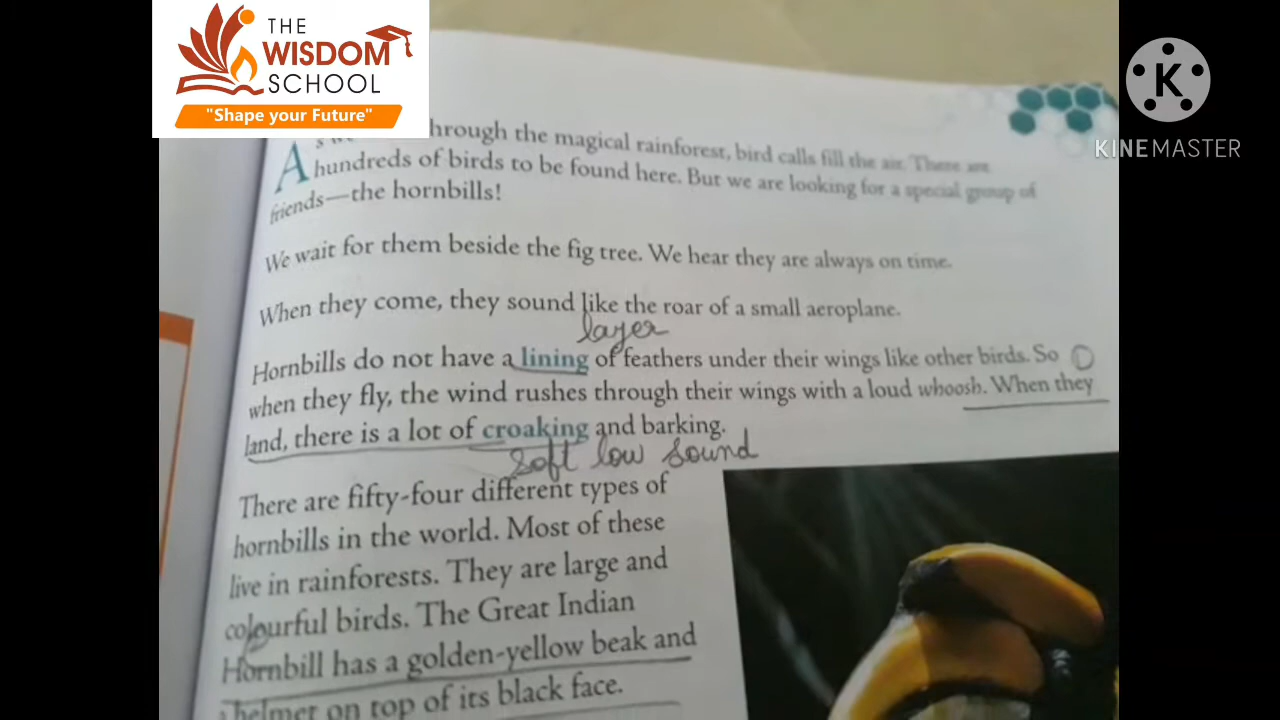 THE
WISDOM
SCHOOL
"Shape your Future"
K
KINEMASTER
through the magical rainforest, bird calls fill the air. There are
hundreds of birds to be found here. But we are looking for a special group of
friends—the hornbills!
We wait for them beside the fig tree. We hear they are always on time.
When they come, they sound like the roar of a small aeroplane.
layer
Hornbills do not have a lining of feathers under their wings like other birds. So
when they fly, the wind rushes through their wings with a loud whoosh. When they
land, there is a lot of croaking and barking.
soft low sound
There are fifty-four different types of
hornbills in the world. Most of these
live in rainforests. They are large and
colourful birds. The Great Indian
Hornbill has a golden-yellow beak and
helmet on top of its black face.